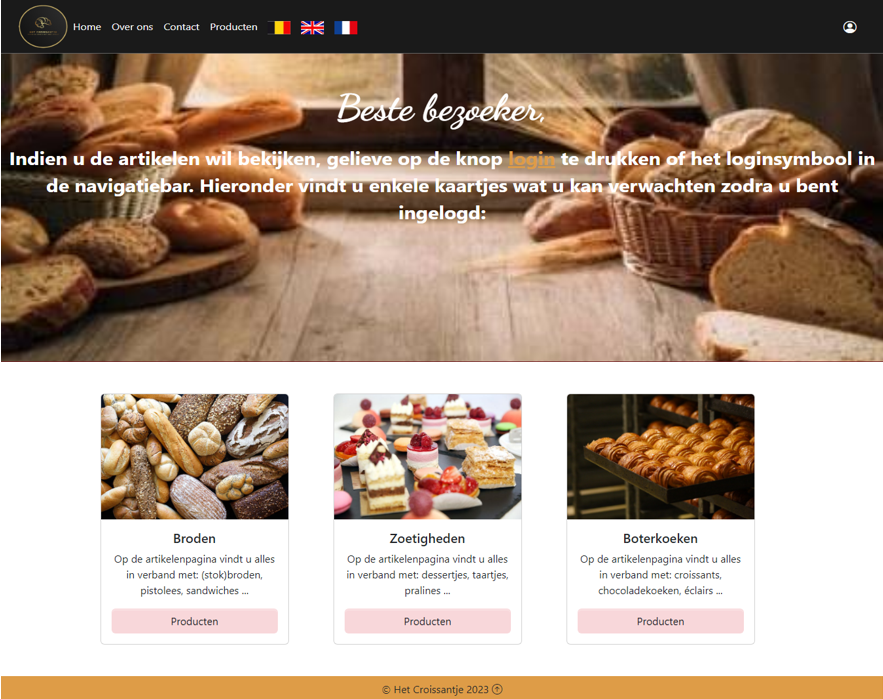 Home Over ons Contact Producten
Beste bezoeker,
Indien u de artikelen wil bekijken, gelieve op de knop login te drukken of het loginsymbool in
de navigatiebar. Hieronder vindt u enkele kaartjes wat u kan verwachten zodra u bent
ingelogd:
Broden
Op de artikelenpagina vindt u alles
in verband met: (stok)broden,
pistolees, sandwiches ...
Producten
Zoetigheden
Op de artikelenpagina vindt u alles
in verband met: dessertjes, taartjes,
pralines ...
Producten
Boterkoeken
Op de artikelenpagina vindt u alles
in verband met: croissants,
chocoladekoeken, éclairs ...
Producten
© Het Croissantje 2023